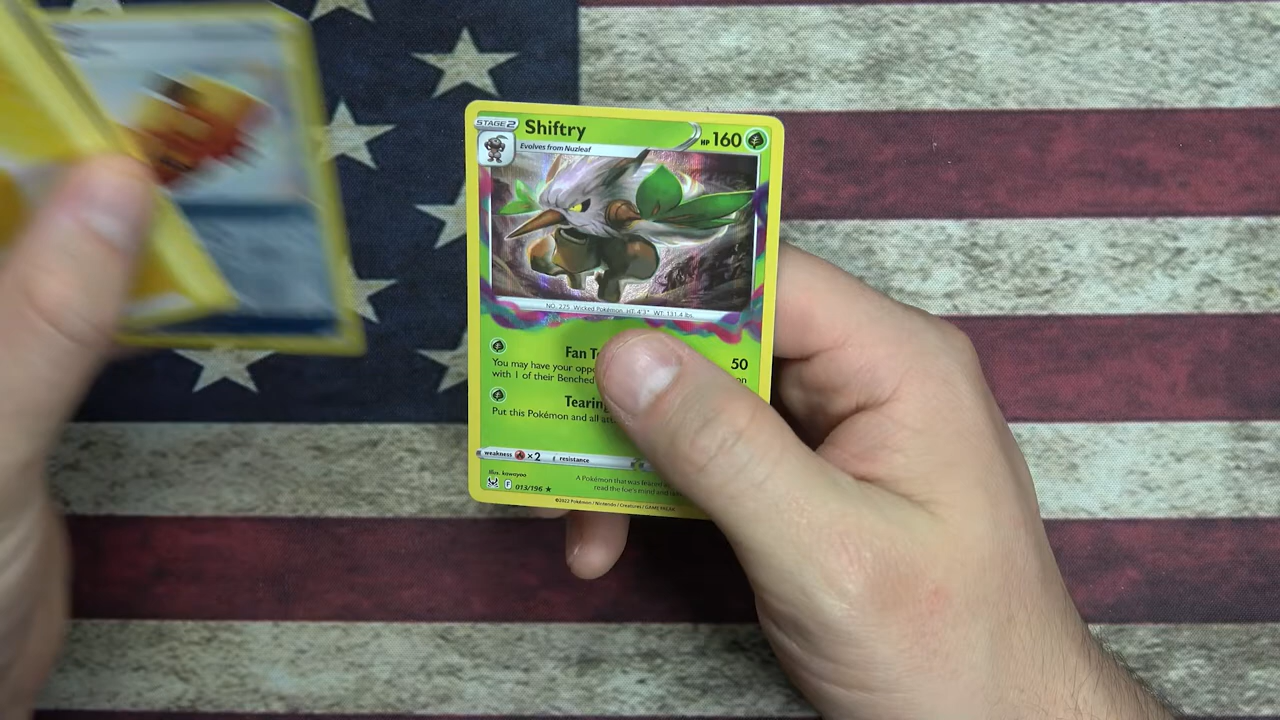 STAGE 2 Shiftry HP 160
Evolves from Nuzleaf
NO. 275 Wicked Pokémon HT: 4'3" WT: 131.4 lbs.
Fan T 50
You may have your oppo
with 1 of their Benched on
Tearing
Put this Pokémon and all
weakness ×2 resistance
Illus. kawayoo
F 013/196 ★
A Pokémon that was feared
read the foe's mind and
©2022 Pokémon / Nintendo / Creatures / GAME FREAK